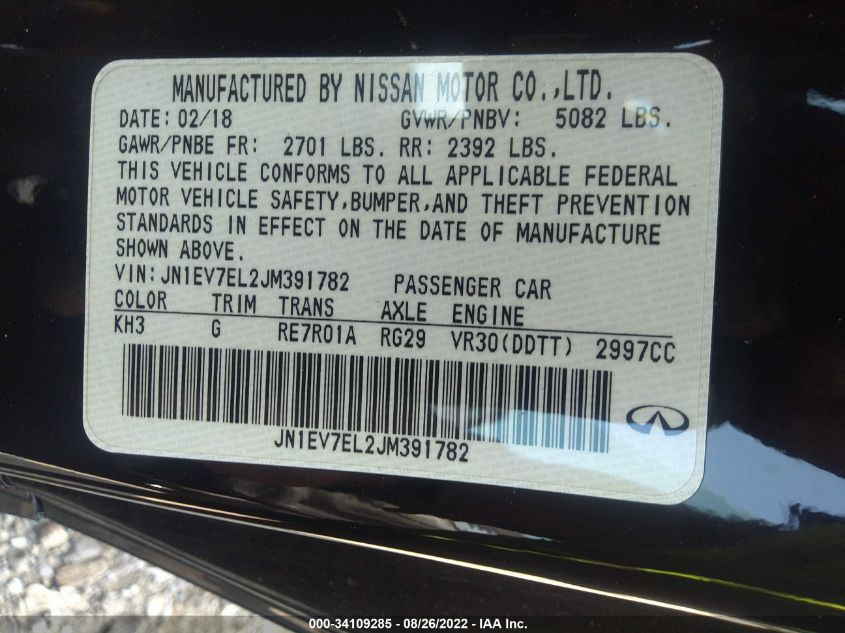 MANUFACTURED BY NISSAN MOTOR CO.,LTD.
DATE: 02/18 GVWR/PNBV: 5082 LBS.
GAWR/PNBE FR: 2701 LBS. RR: 2392 LBS.
THIS VEHICLE CONFORMS TO ALL APPLICABLE FEDERAL
MOTOR VEHICLE SAFETY,BUMPER,AND THEFT PREVENTION
STANDARDS IN EFFECT ON THE DATE OF MANUFACTURE
SHOWN ABOVE.
VIN:JN1EV7EL2JM391782 PASSENGER CAR
COLOR TRIM TRANS AXLE ENGINE
KH3 G RE7R01A RG29 VR30(DDTT) 2997CC
JN1EV7EL2JM391782
000-34109285 - 08/26/2022 - IAA Inc.